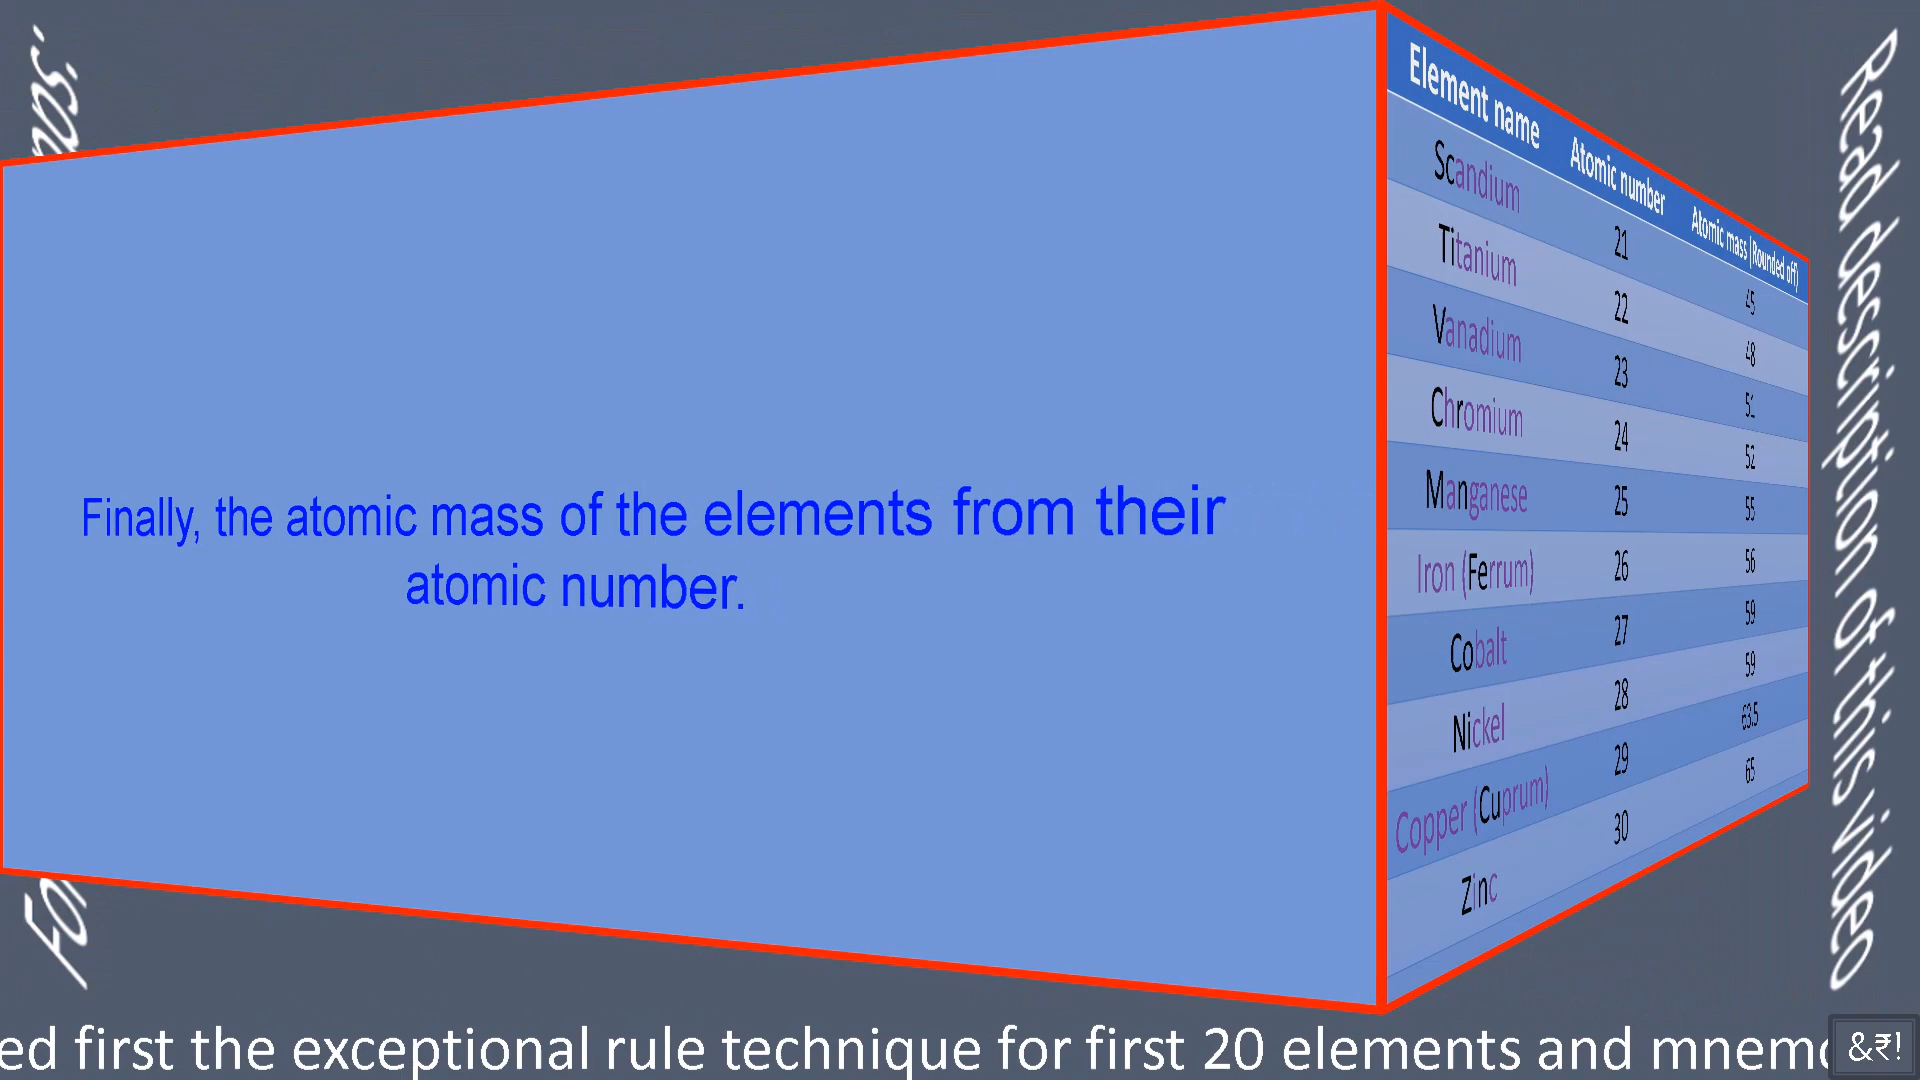 Finally, the atomic mass of the elements from their
atomic number.
Element name Atomic number Atomic mass (Rounded off)
Scandium 21 45
Titanium 22 48
Vanadium 23 51
Chromium 24 52
Manganese 25 55
Iron (Ferrum) 26 56
Cobalt 27 59
Nickel 28 59
Copper (Cuprum) 29 63.5
Zinc 30 65
Read description of this video
first the exceptional rule technique for first 20 elements and
&₹!